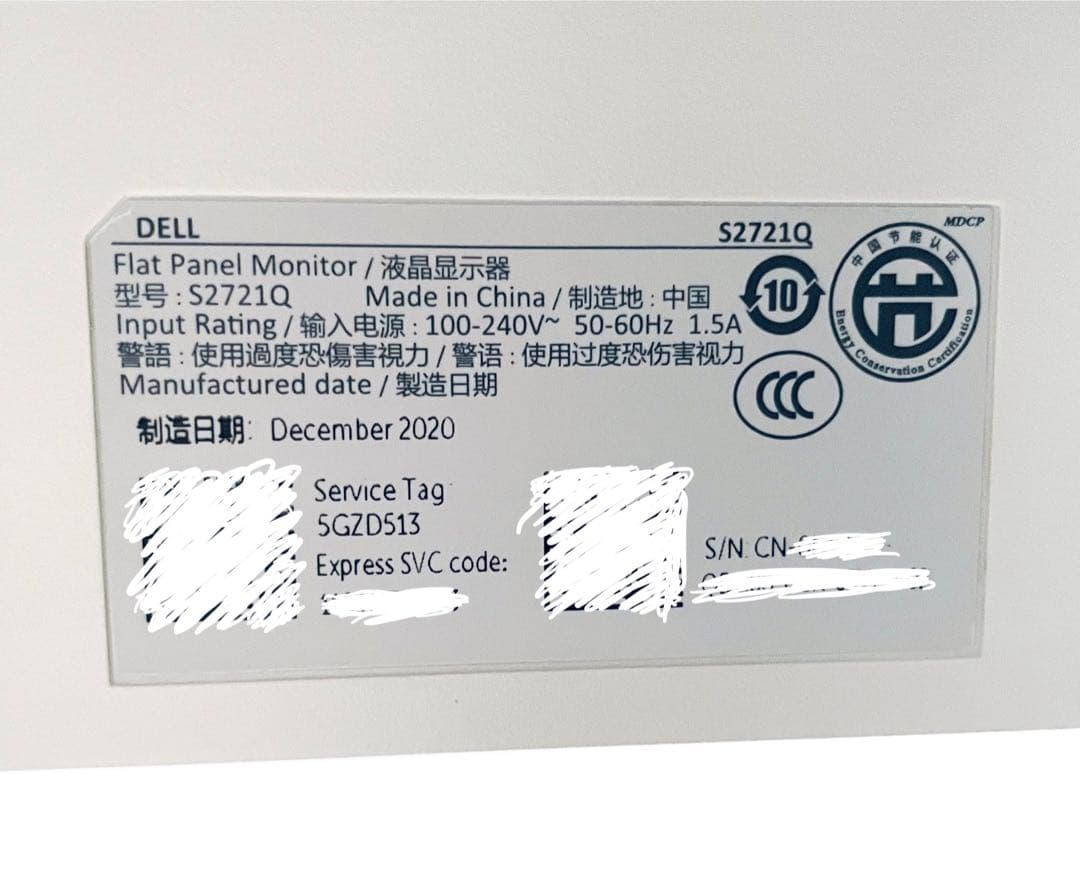 DELL S2721Q MDCP
Flat Panel Monitor / 液晶显示器
型号 : S2721Q Made in China / 制造地 : 中国
Input Rating / 输入电源 : 100-240V~ 50-60Hz 1.5A
警語 : 使用過度恐傷害視力 / 警语 : 使用过度恐伤害视力
Manufactured date / 製造日期
制造日期: December 2020
10
中国节能认证
Energy Conservation Certification
CCC
Service Tag
5GZD513
Express SVC code:
S/N: CN-